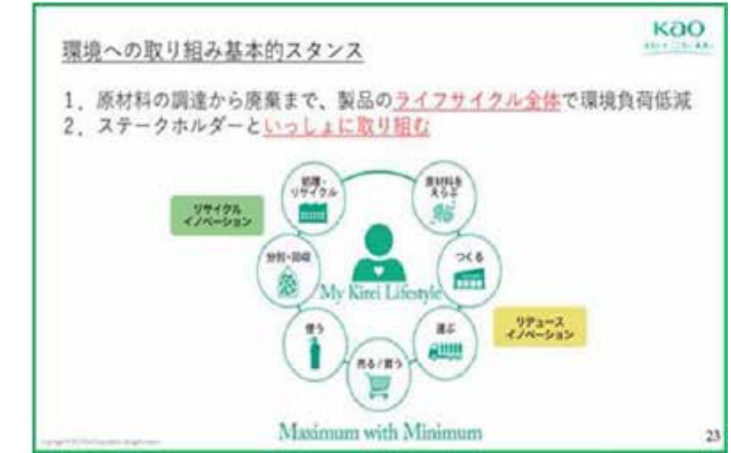 Kao
環境への取り組み基本的スタンス
1．原材料の調達から廃棄まで、製品のライフサイクル全体で環境負荷低減
2．ステークホルダーといっしょに取り組む
処理・
リサイクル
原材料を
えらぶ
リサイクル
イノベーション
分別・回収
つくる
My Kirei Lifestyle
使う
運ぶ
リデュース
イノベーション
売る/買う
Maximum with Minimum
23